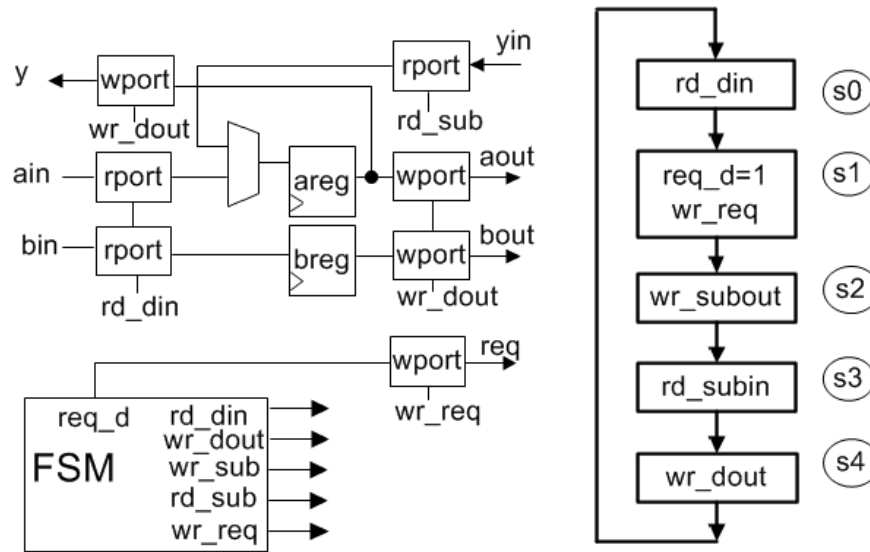 y
wport
wr_dout
rport
yin
rd_sub
ain
rport
areg
wport
aout
bin
rport
breg
wport
bout
rd_din
wr_dout
wport
req
wr_req
req_d
FSM
rd_din
wr_dout
wr_sub
rd_sub
wr_req
rd_din
s0
req_d=1
wr_req
s1
wr_subout
s2
rd_subin
s3
wr_dout
s4